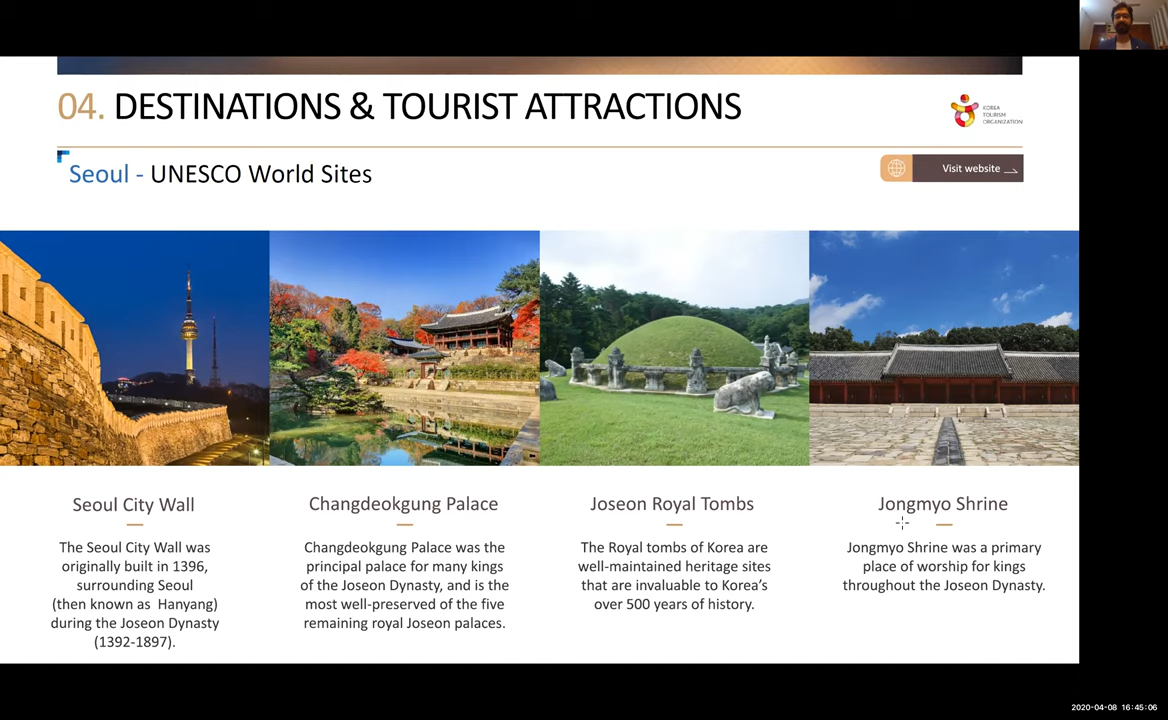 04. DESTINATIONS & TOURIST ATTRACTIONS
KOREA
TOURISM
ORGANIZATION
Seoul - UNESCO World Sites
Visit website
Seoul City Wall
The Seoul City Wall was
originally built in 1396,
surrounding Seoul
(then known as Hanyang)
during the Joseon Dynasty
(1392-1897).
Changdeokgung Palace
Changdeokgung Palace was the
principal palace for many kings
of the Joseon Dynasty, and is the
most well-preserved of the five
remaining royal Joseon palaces.
Joseon Royal Tombs
The Royal tombs of Korea are
well-maintained heritage sites
that are invaluable to Korea's
over 500 years of history.
Jongmyo Shrine
Jongmyo Shrine was a primary
place of worship for kings
throughout the Joseon Dynasty.
2020-04-08 16:45:06